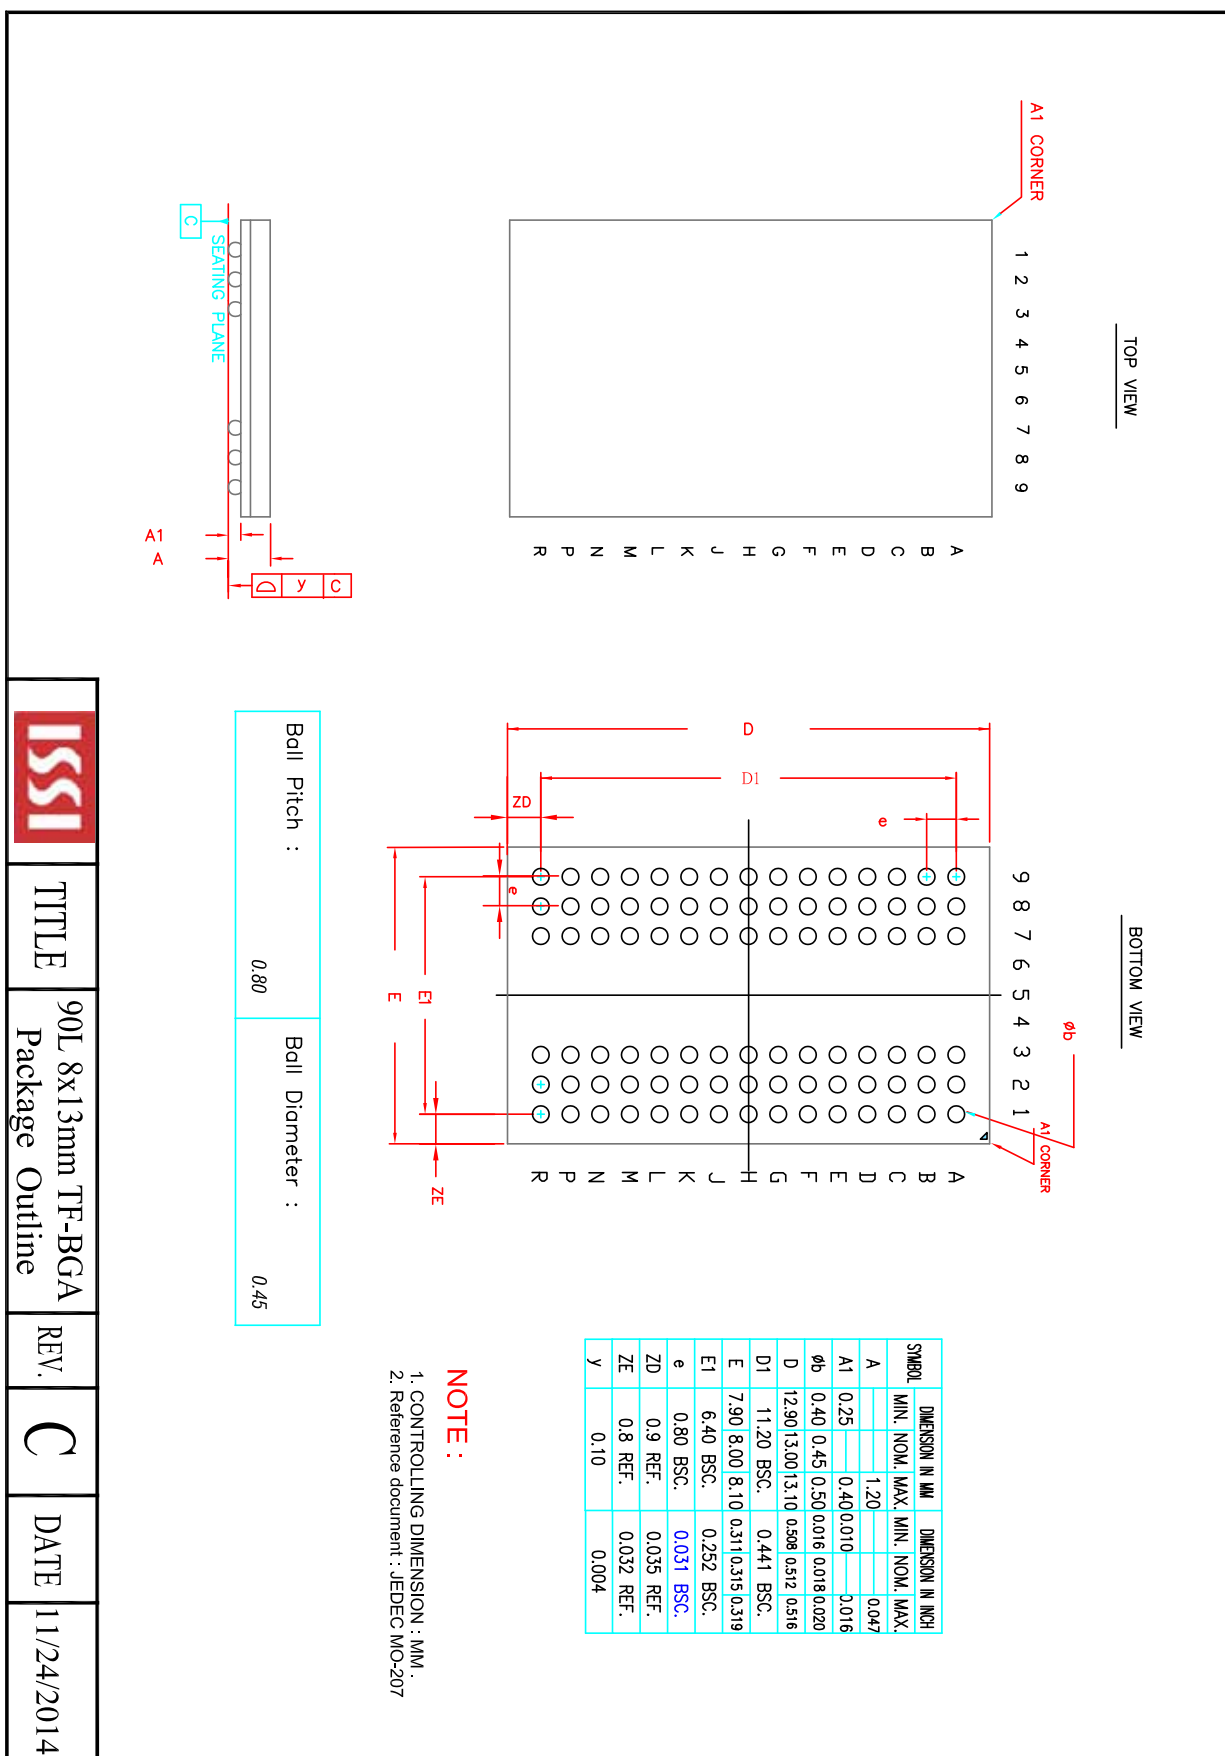 TOP VIEW
A1 CORNER
1 2 3 4 5 6 7 8 9
A
B
C
D
E
F
G
H
J
K
L
M
N
P
R
C
SEATING PLANE
A1
A
y C
BOTTOM VIEW
Øb
A1 CORNER
9 8 7 6 5 4 3 2 1
A
B
C
D
E
F
G
H
J
K
L
M
N
P
R
D
D1
ZD
e
e
E1
E
ZE
SYMBOL DIMENSION IN MM DIMENSION IN INCH
MIN. NOM. MAX. MIN. NOM. MAX.
A 1.20 0.047
A1 0.25 0.40 0.010 0.016
Øb 0.40 0.45 0.50 0.016 0.018 0.020
D 12.90 13.00 13.10 0.508 0.512 0.516
D1 11.20 BSC. 0.441 BSC.
E 7.90 8.00 8.10 0.311 0.315 0.319
E1 6.40 BSC. 0.252 BSC.
e 0.80 BSC. 0.031 BSC.
ZD 0.9 REF. 0.035 REF.
ZE 0.8 REF. 0.032 REF.
y 0.10 0.004
NOTE :
1. CONTROLLING DIMENSION : MM .
2. Reference document : JEDEC MO-207
Ball Pitch : 0.80
Ball Diameter : 0.45
ISSI
TITLE
90L 8x13mm TF-BGA
Package Outline
REV.
C
DATE
11/24/2014